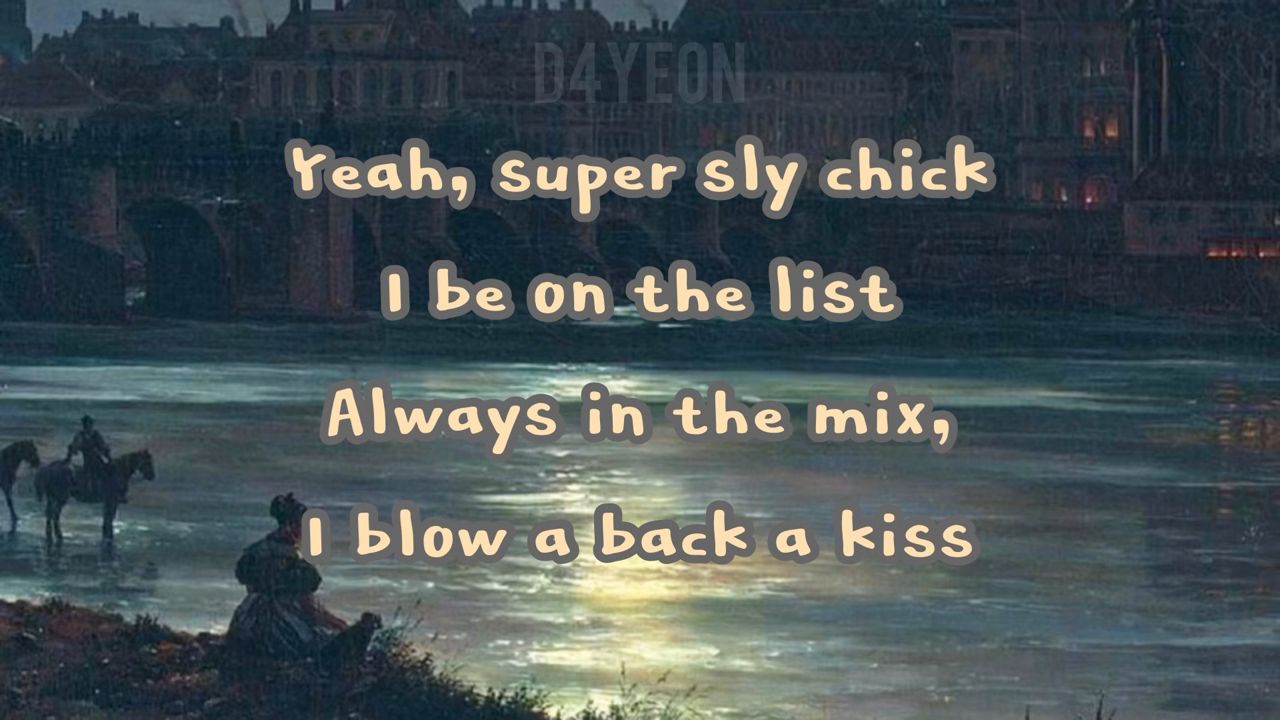 D4YEON
Yeah, super sly chick
I be on the list
Always in the mix,
I blow a back a kiss